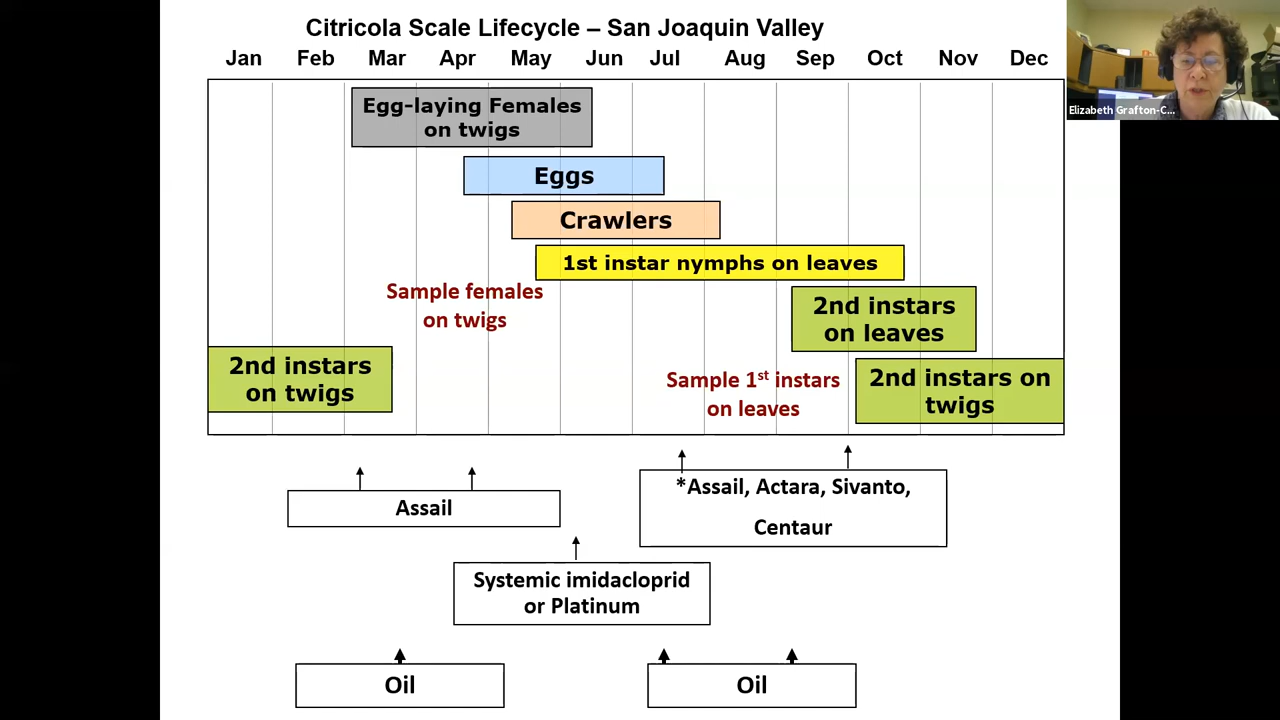 Citricola Scale Lifecycle – San Joaquin Valley
Jan Feb Mar Apr May Jun Jul Aug Sep Oct Nov Dec
Elizabeth Grafton-C...
Egg-laying Females
on twigs
Eggs
Crawlers
1st instar nymphs on leaves
Sample females
on twigs
2nd instars
on leaves
2nd instars
on twigs
Sample 1st instars
on leaves
2nd instars on
twigs
Assail
*Assail, Actara, Sivanto,
Centaur
Systemic imidacloprid
or Platinum
Oil
Oil